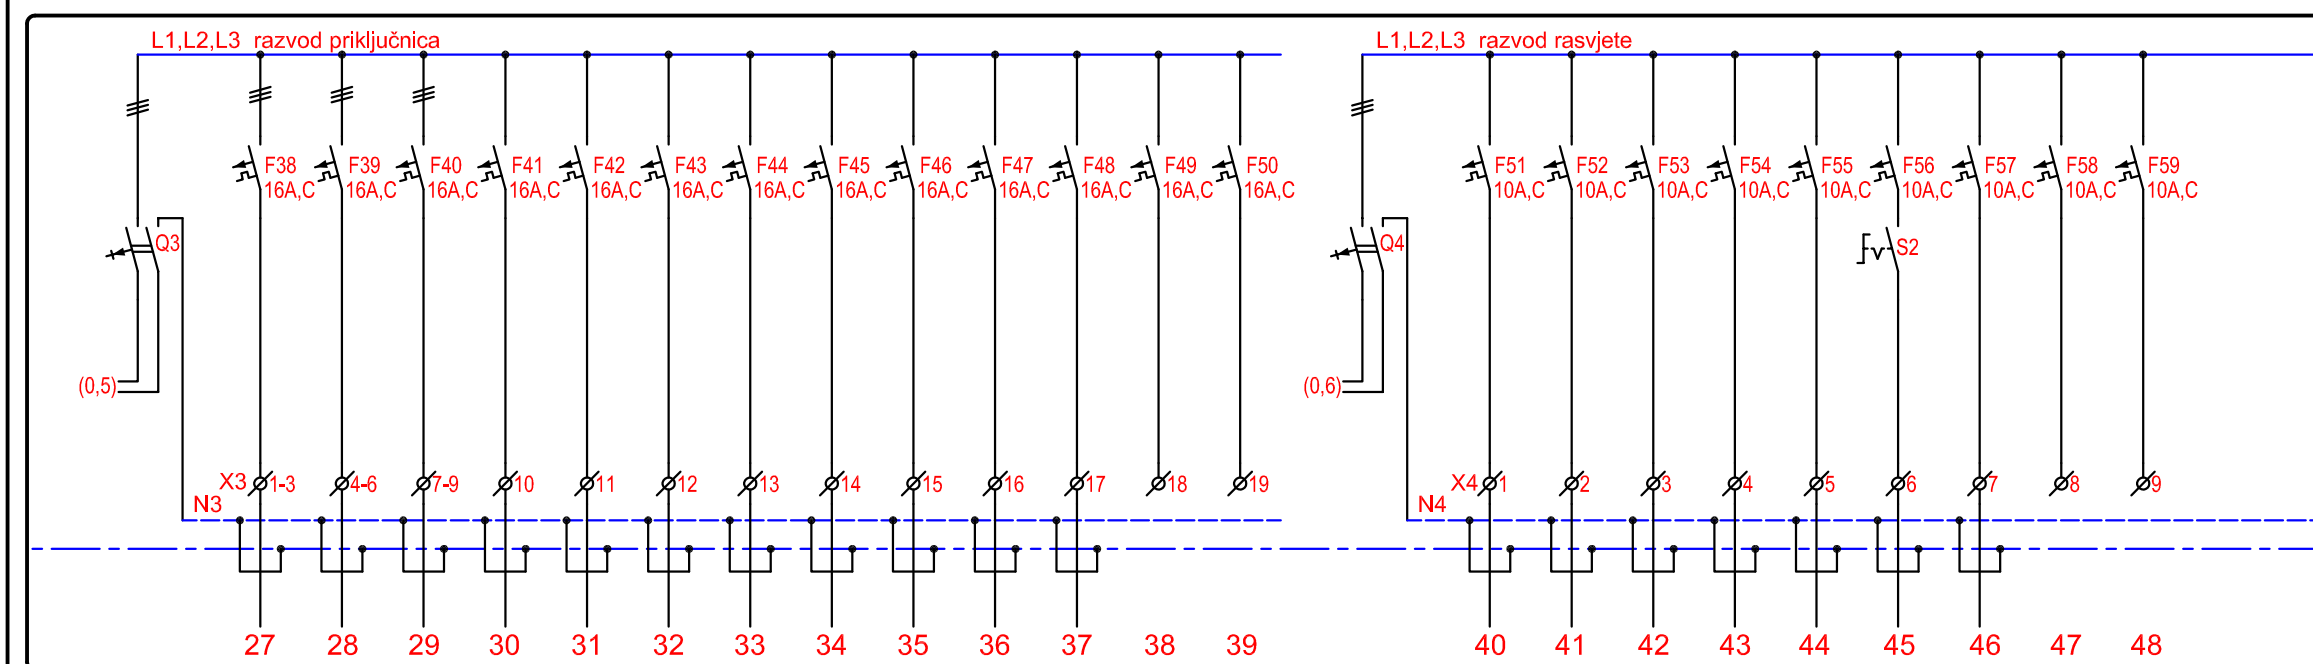 L1,L2,L3 razvod priključnica L1,L2,L3 razvod rasvjete
F38 F39 F40 F41 F42 F43 F44 F45 F46 F47 F48 F49 F50 F51 F52 F53 F54 F55 F56 F57 F58 F59
16A,C 16A,C 16A,C 16A,C 16A,C 16A,C 16A,C 16A,C 16A,C 16A,C 16A,C 16A,C 16A,C 10A,C 10A,C 10A,C 10A,C 10A,C 10A,C 10A,C 10A,C 10A,C
Q3 Q4 S2
(0,5) (0,6)
X3 1-3 4-6 7-9 10 11 12 13 14 15 16 17 18 19 X4 1 2 3 4 5 6 7 8 9
N3 N4
27 28 29 30 31 32 33 34 35 36 37 38 39 40 41 42 43 44 45 46 47 48